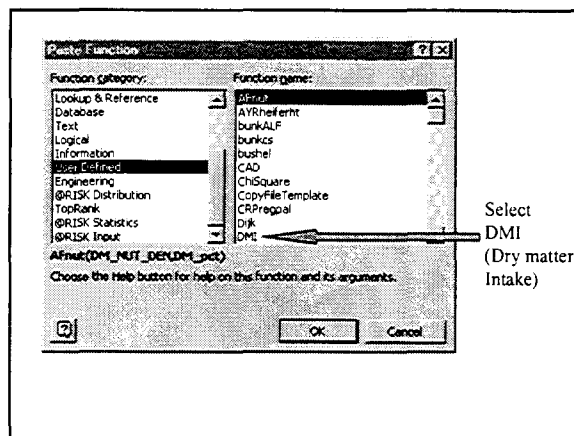 Paste Function
Function category:
Lookup & Reference
Database
Text
Logical
Information
User Defined
Engineering
@RISK Distribution
TopRank
@RISK Statistics
@RISK Input
Function name:
AFnut
AYRheiferht
bunkALF
bunkcs
bushel
CAD
ChiSquare
CopyFileTemplate
CRPregpal
Dijk
DMI
AFnut(DM_NUT_DEN,DM_pct)
Choose the Help button for help on this function and its arguments.
OK
Cancel
Select
DMI
(Dry matter
Intake)